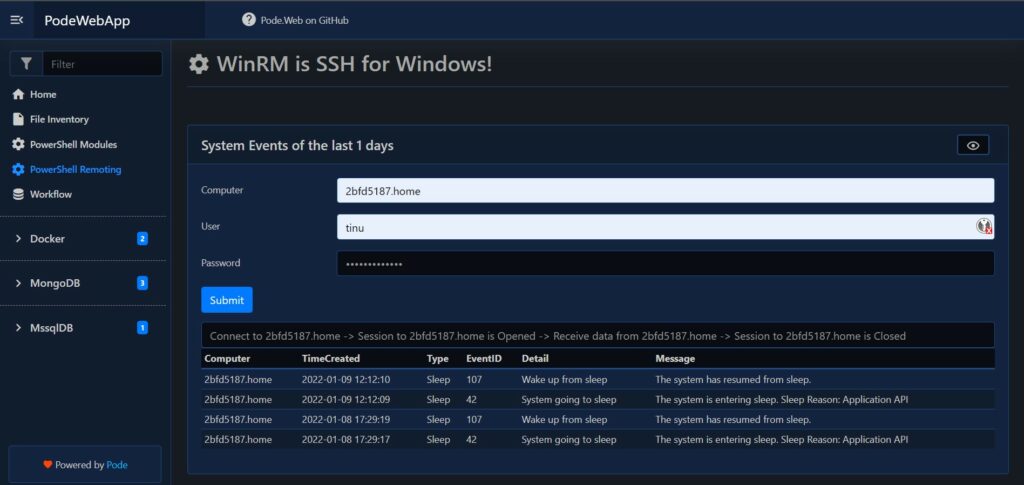 PodeWebApp
Pode.Web on GitHub
Filter
Home
File Inventory
PowerShell Modules
PowerShell Remoting
Workflow
Docker 2
MongoDB 3
MssqlDB 1
Powered by Pode
WinRM is SSH for Windows!
System Events of the last 1 days
Computer 2bfd5187.home
User tinu
Password •••••••••••••
Submit
Connect to 2bfd5187.home -> Session to 2bfd5187.home is Opened -> Receive data from 2bfd5187.home -> Session to 2bfd5187.home is Closed
Computer TimeCreated Type EventID Detail Message
2bfd5187.home 2022-01-09 12:12:10 Sleep 107 Wake up from sleep The system has resumed from sleep.
2bfd5187.home 2022-01-09 12:12:09 Sleep 42 System going to sleep The system is entering sleep. Sleep Reason: Application API
2bfd5187.home 2022-01-08 17:29:19 Sleep 107 Wake up from sleep The system has resumed from sleep.
2bfd5187.home 2022-01-08 17:29:17 Sleep 42 System going to sleep The system is entering sleep. Sleep Reason: Application API